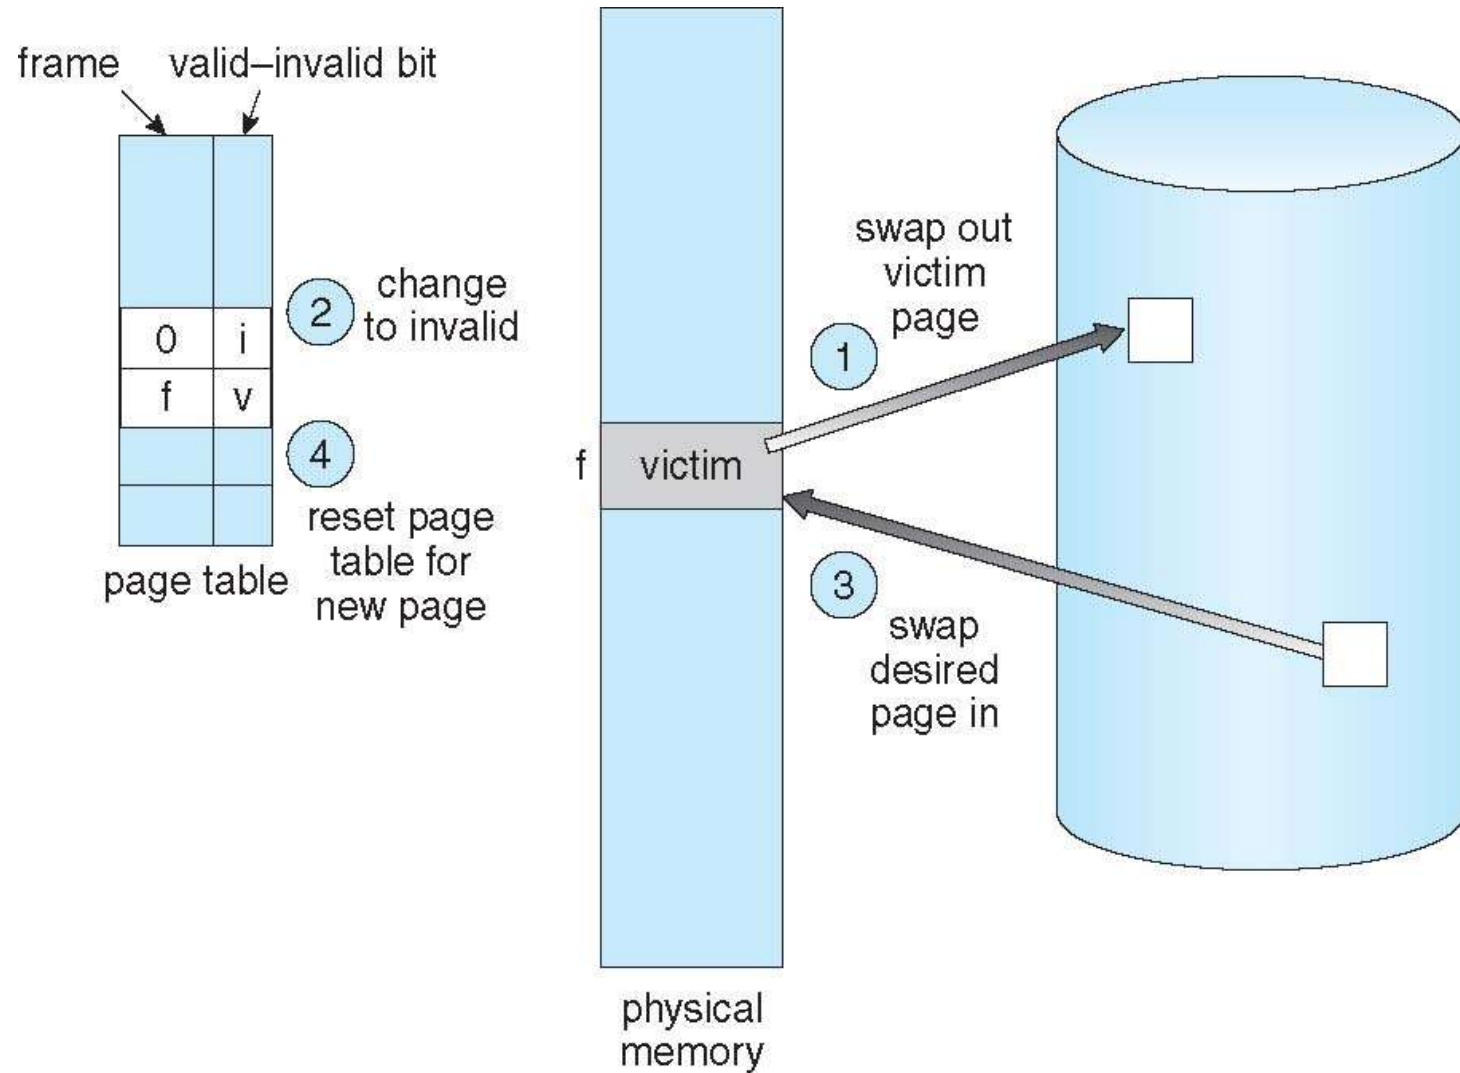 frame
valid–invalid bit
0
i
f
v
page table
2
change
to invalid
4
reset page
table for
new page
f
victim
physical
memory
swap out
victim
page
1
3
swap
desired
page in